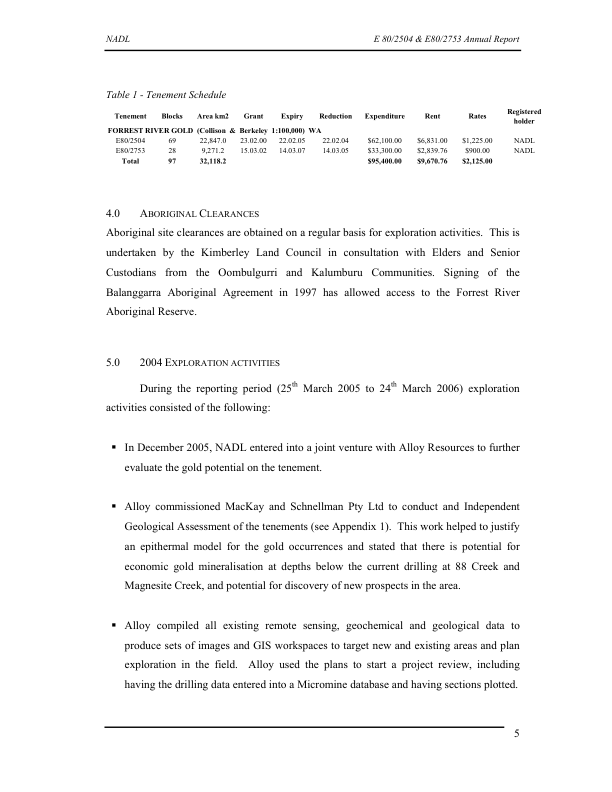 NADL E 80/2504 & E80/2753 Annual Report
Table 1 - Tenement Schedule
Tenement Blocks Area km2 Grant Expiry Reduction Expenditure Rent Rates Registered holder
FORREST RIVER GOLD (Collison & Berkeley 1:100,000) WA
E80/2504 69 22,847.0 23.02.00 22.02.05 22.02.04 $62,100.00 $6,831.00 $1,225.00 NADL
E80/2753 28 9,271.2 15.03.02 14.03.07 14.03.05 $33,300.00 $2,839.76 $900.00 NADL
Total 97 32,118.2 $95,400.00 $9,670.76 $2,125.00
4.0 ABORIGINAL CLEARANCES
Aboriginal site clearances are obtained on a regular basis for exploration activities. This is
undertaken by the Kimberley Land Council in consultation with Elders and Senior
Custodians from the Oombulgurri and Kalumburu Communities. Signing of the
Balanggarra Aboriginal Agreement in 1997 has allowed access to the Forrest River
Aboriginal Reserve.
5.0 2004 EXPLORATION ACTIVITIES
During the reporting period (25th March 2005 to 24th March 2006) exploration
activities consisted of the following:
▪ In December 2005, NADL entered into a joint venture with Alloy Resources to further
evaluate the gold potential on the tenement.
▪ Alloy commissioned MacKay and Schnellman Pty Ltd to conduct and Independent
Geological Assessment of the tenements (see Appendix 1). This work helped to justify
an epithermal model for the gold occurrences and stated that there is potential for
economic gold mineralisation at depths below the current drilling at 88 Creek and
Magnesite Creek, and potential for discovery of new prospects in the area.
▪ Alloy compiled all existing remote sensing, geochemical and geological data to
produce sets of images and GIS workspaces to target new and existing areas and plan
exploration in the field. Alloy used the plans to start a project review, including
having the drilling data entered into a Micromine database and having sections plotted.
5